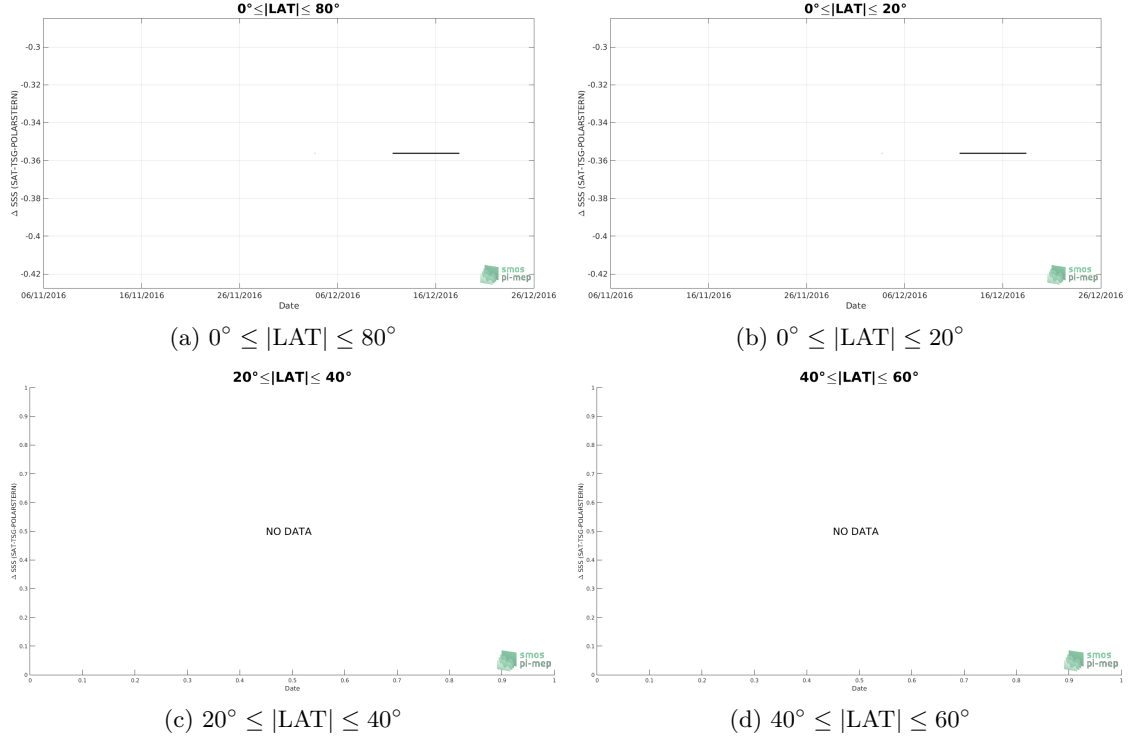 0°≤|LAT|≤ 80°
-0.3
-0.32
-0.34
-0.36
-0.38
-0.4
-0.42
Δ SSS (SAT-TSG-POLARSTERN)
06/11/2016 16/11/2016 26/11/2016 06/12/2016 16/12/2016 26/12/2016
Date
smos
pi-mep
(a) 0° ≤ |LAT| ≤ 80°
0°≤|LAT|≤ 20°
-0.3
-0.32
-0.34
-0.36
-0.38
-0.4
-0.42
Δ SSS (SAT-TSG-POLARSTERN)
06/11/2016 16/11/2016 26/11/2016 06/12/2016 16/12/2016 26/12/2016
Date
smos
pi-mep
(b) 0° ≤ |LAT| ≤ 20°
20°≤|LAT|≤ 40°
1
0.9
0.8
0.7
0.6
0.5
0.4
0.3
0.2
0.1
0
Δ SSS (SAT-TSG-POLARSTERN)
NO DATA
0 0.1 0.2 0.3 0.4 0.5 0.6 0.7 0.8 0.9 1
Date
smos
pi-mep
(c) 20° ≤ |LAT| ≤ 40°
40°≤|LAT|≤ 60°
1
0.9
0.8
0.7
0.6
0.5
0.4
0.3
0.2
0.1
0
Δ SSS (SAT-TSG-POLARSTERN)
NO DATA
0 0.1 0.2 0.3 0.4 0.5 0.6 0.7 0.8 0.9 1
Date
smos
pi-mep
(d) 40° ≤ |LAT| ≤ 60°